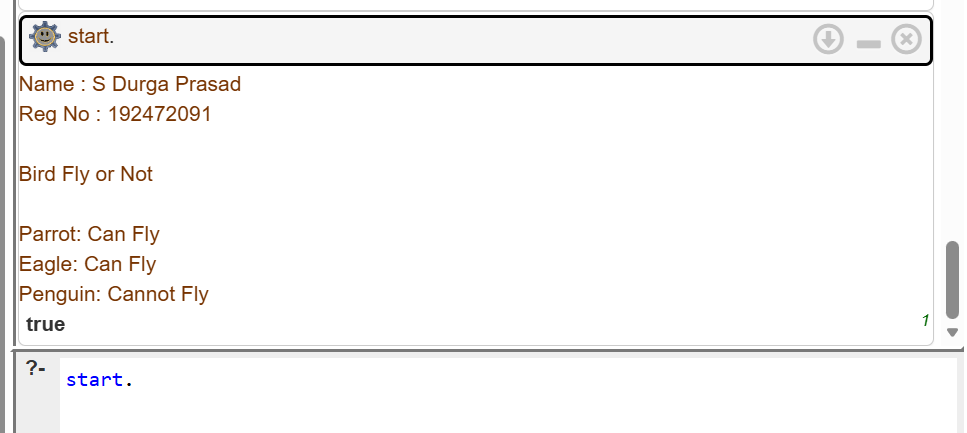 start.
Name : S Durga Prasad
Reg No : 192472091
Bird Fly or Not
Parrot: Can Fly
Eagle: Can Fly
Penguin: Cannot Fly
true
1
?- start.